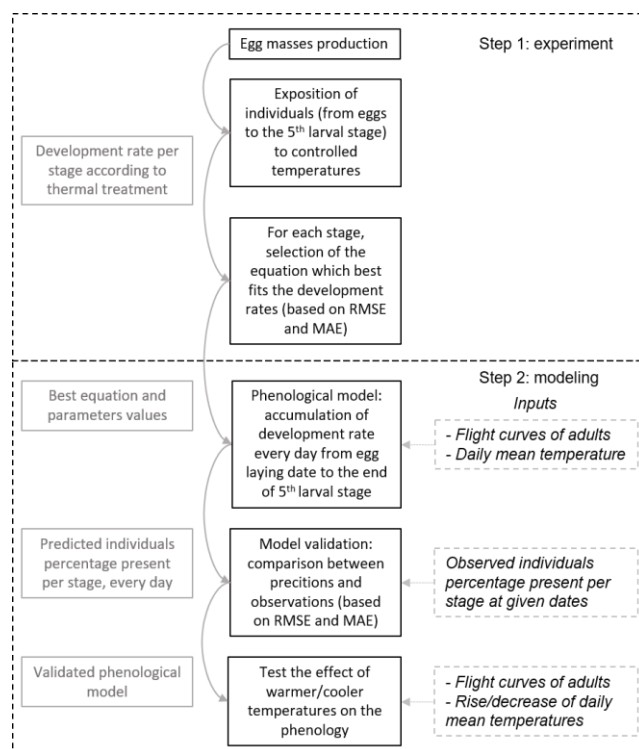 Egg masses production
Step 1: experiment
Exposition of
individuals (from eggs
to the 5th larval stage)
to controlled
temperatures
Development rate per
stage according to
thermal treatment
For each stage,
selection of the
equation which best
fits the development
rates (based on RMSE
and MAE)
Step 2: modeling
Best equation and
parameters values
Phenological model:
accumulation of
development rate
every day from egg
laying date to the end
of 5th larval stage
Inputs
- Flight curves of adults
- Daily mean temperature
Predicted individuals
percentage present
per stage, every day
Model validation:
comparison between
precitions and
observations (based
on RMSE and MAE)
Observed individuals
percentage present per
stage at given dates
Validated phenological
model
Test the effect of
warmer/cooler
temperatures on the
phenology
- Flight curves of adults
- Rise/decrease of daily
mean temperatures